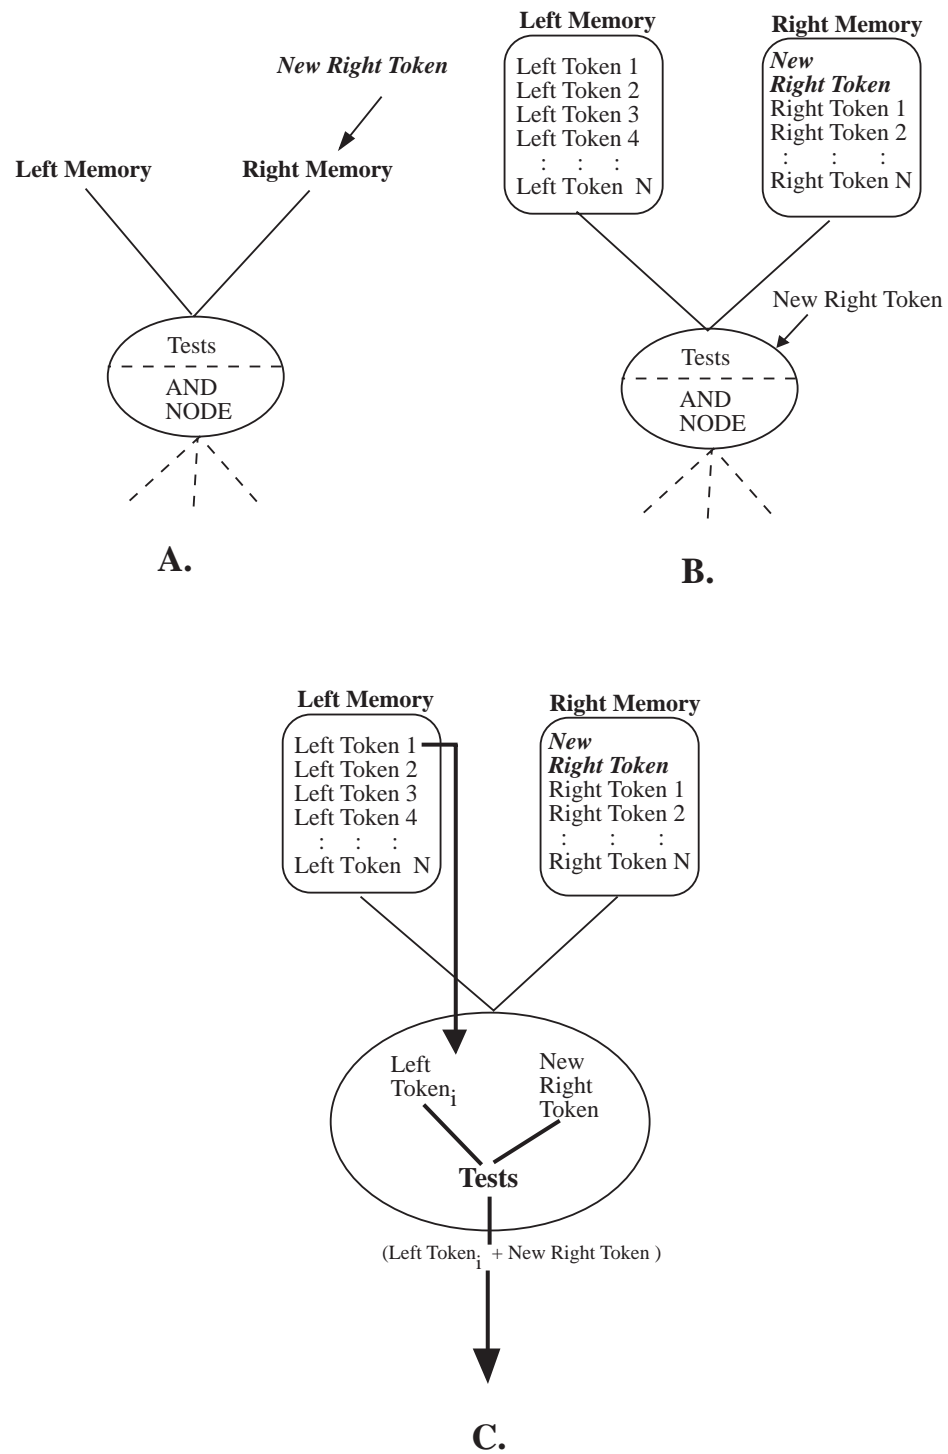 New Right Token
Left Memory
Right Memory
Tests
AND
NODE
A.
Left Memory
Left Token 1
Left Token 2
Left Token 3
Left Token 4
: : :
Left Token N
Right Memory
New
Right Token
Right Token 1
Right Token 2
: : :
Right Token N
New Right Token
Tests
AND
NODE
B.
Left Memory
Left Token 1
Left Token 2
Left Token 3
Left Token 4
: : :
Left Token N
Right Memory
New
Right Token
Right Token 1
Right Token 2
: : :
Right Token N
Left
Token i
New
Right
Token
Tests
(Left Token i + New Right Token )
C.